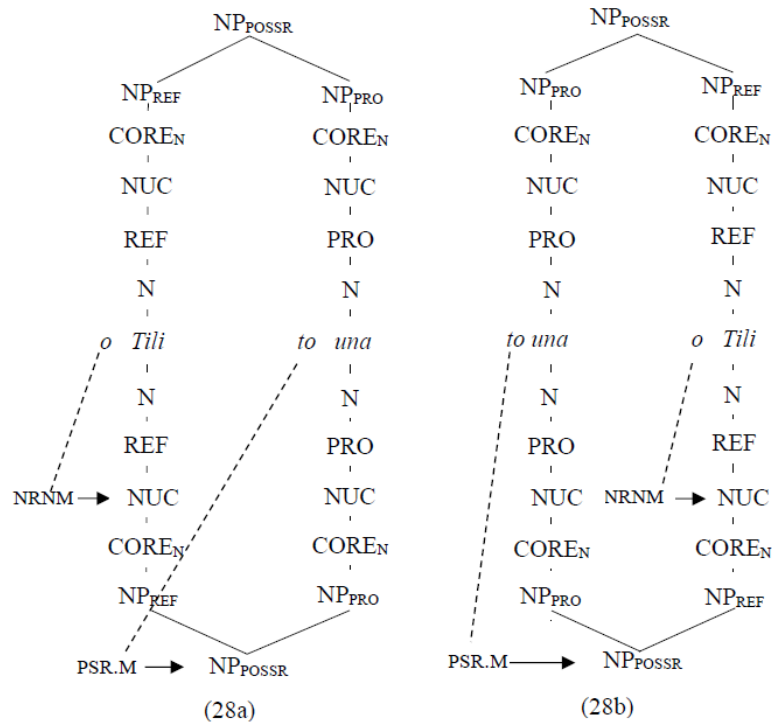 NPPOSSR NPPOSSR
NPREF NPPRO NPPRO NPREF
COREN COREN COREN COREN
NUC NUC NUC NUC
REF PRO PRO REF
N N N N
o Tili to una to una o Tili
N N N N
REF PRO PRO REF
NRNM NUC NUC NUC NRNM NUC
COREN COREN COREN COREN
NPREF NPPRO NPPRO NPREF
PSR.M NPPOSSR PSR.M NPPOSSR
(28a) (28b)